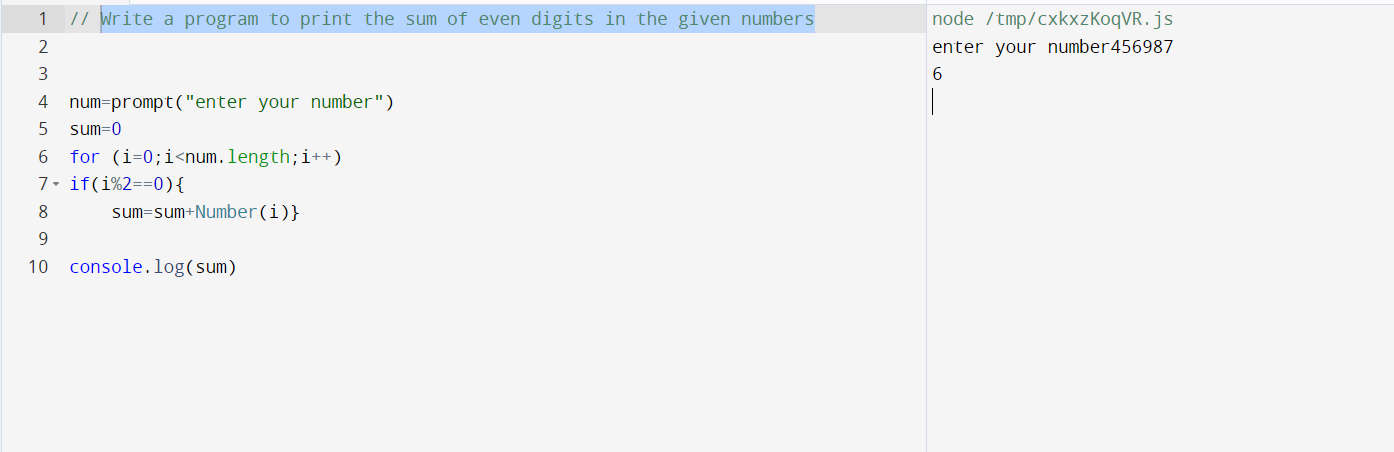 1 // Write a program to print the sum of even digits in the given numbers
2
3
4 num=prompt("enter your number")
5 sum=0
6 for (i=0;i<num.length;i++)
7 if(i%2==0){
8 sum=sum+Number(i)}
9
10 console.log(sum)
node /tmp/cxkxzKoqVR.js
enter your number456987
6